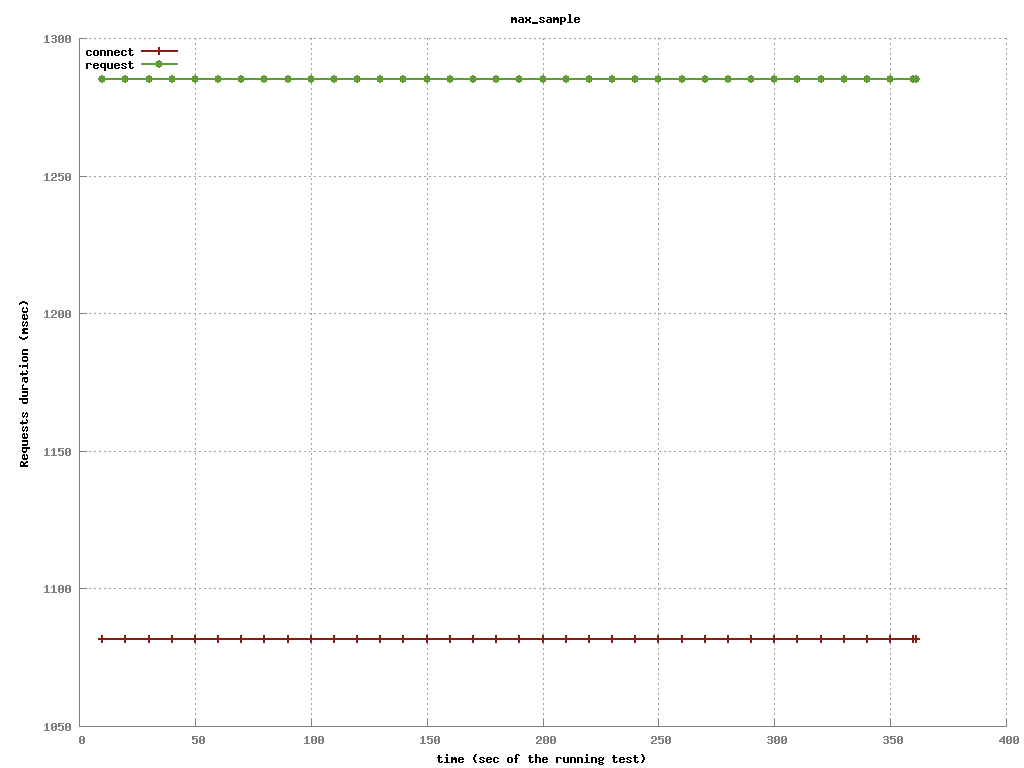 max_sample
1300
connect
request
1250
1200
Requests duration (msec)
1150
1100
1050
0 50 100 150 200 250 300 350 400
time (sec of the running test)